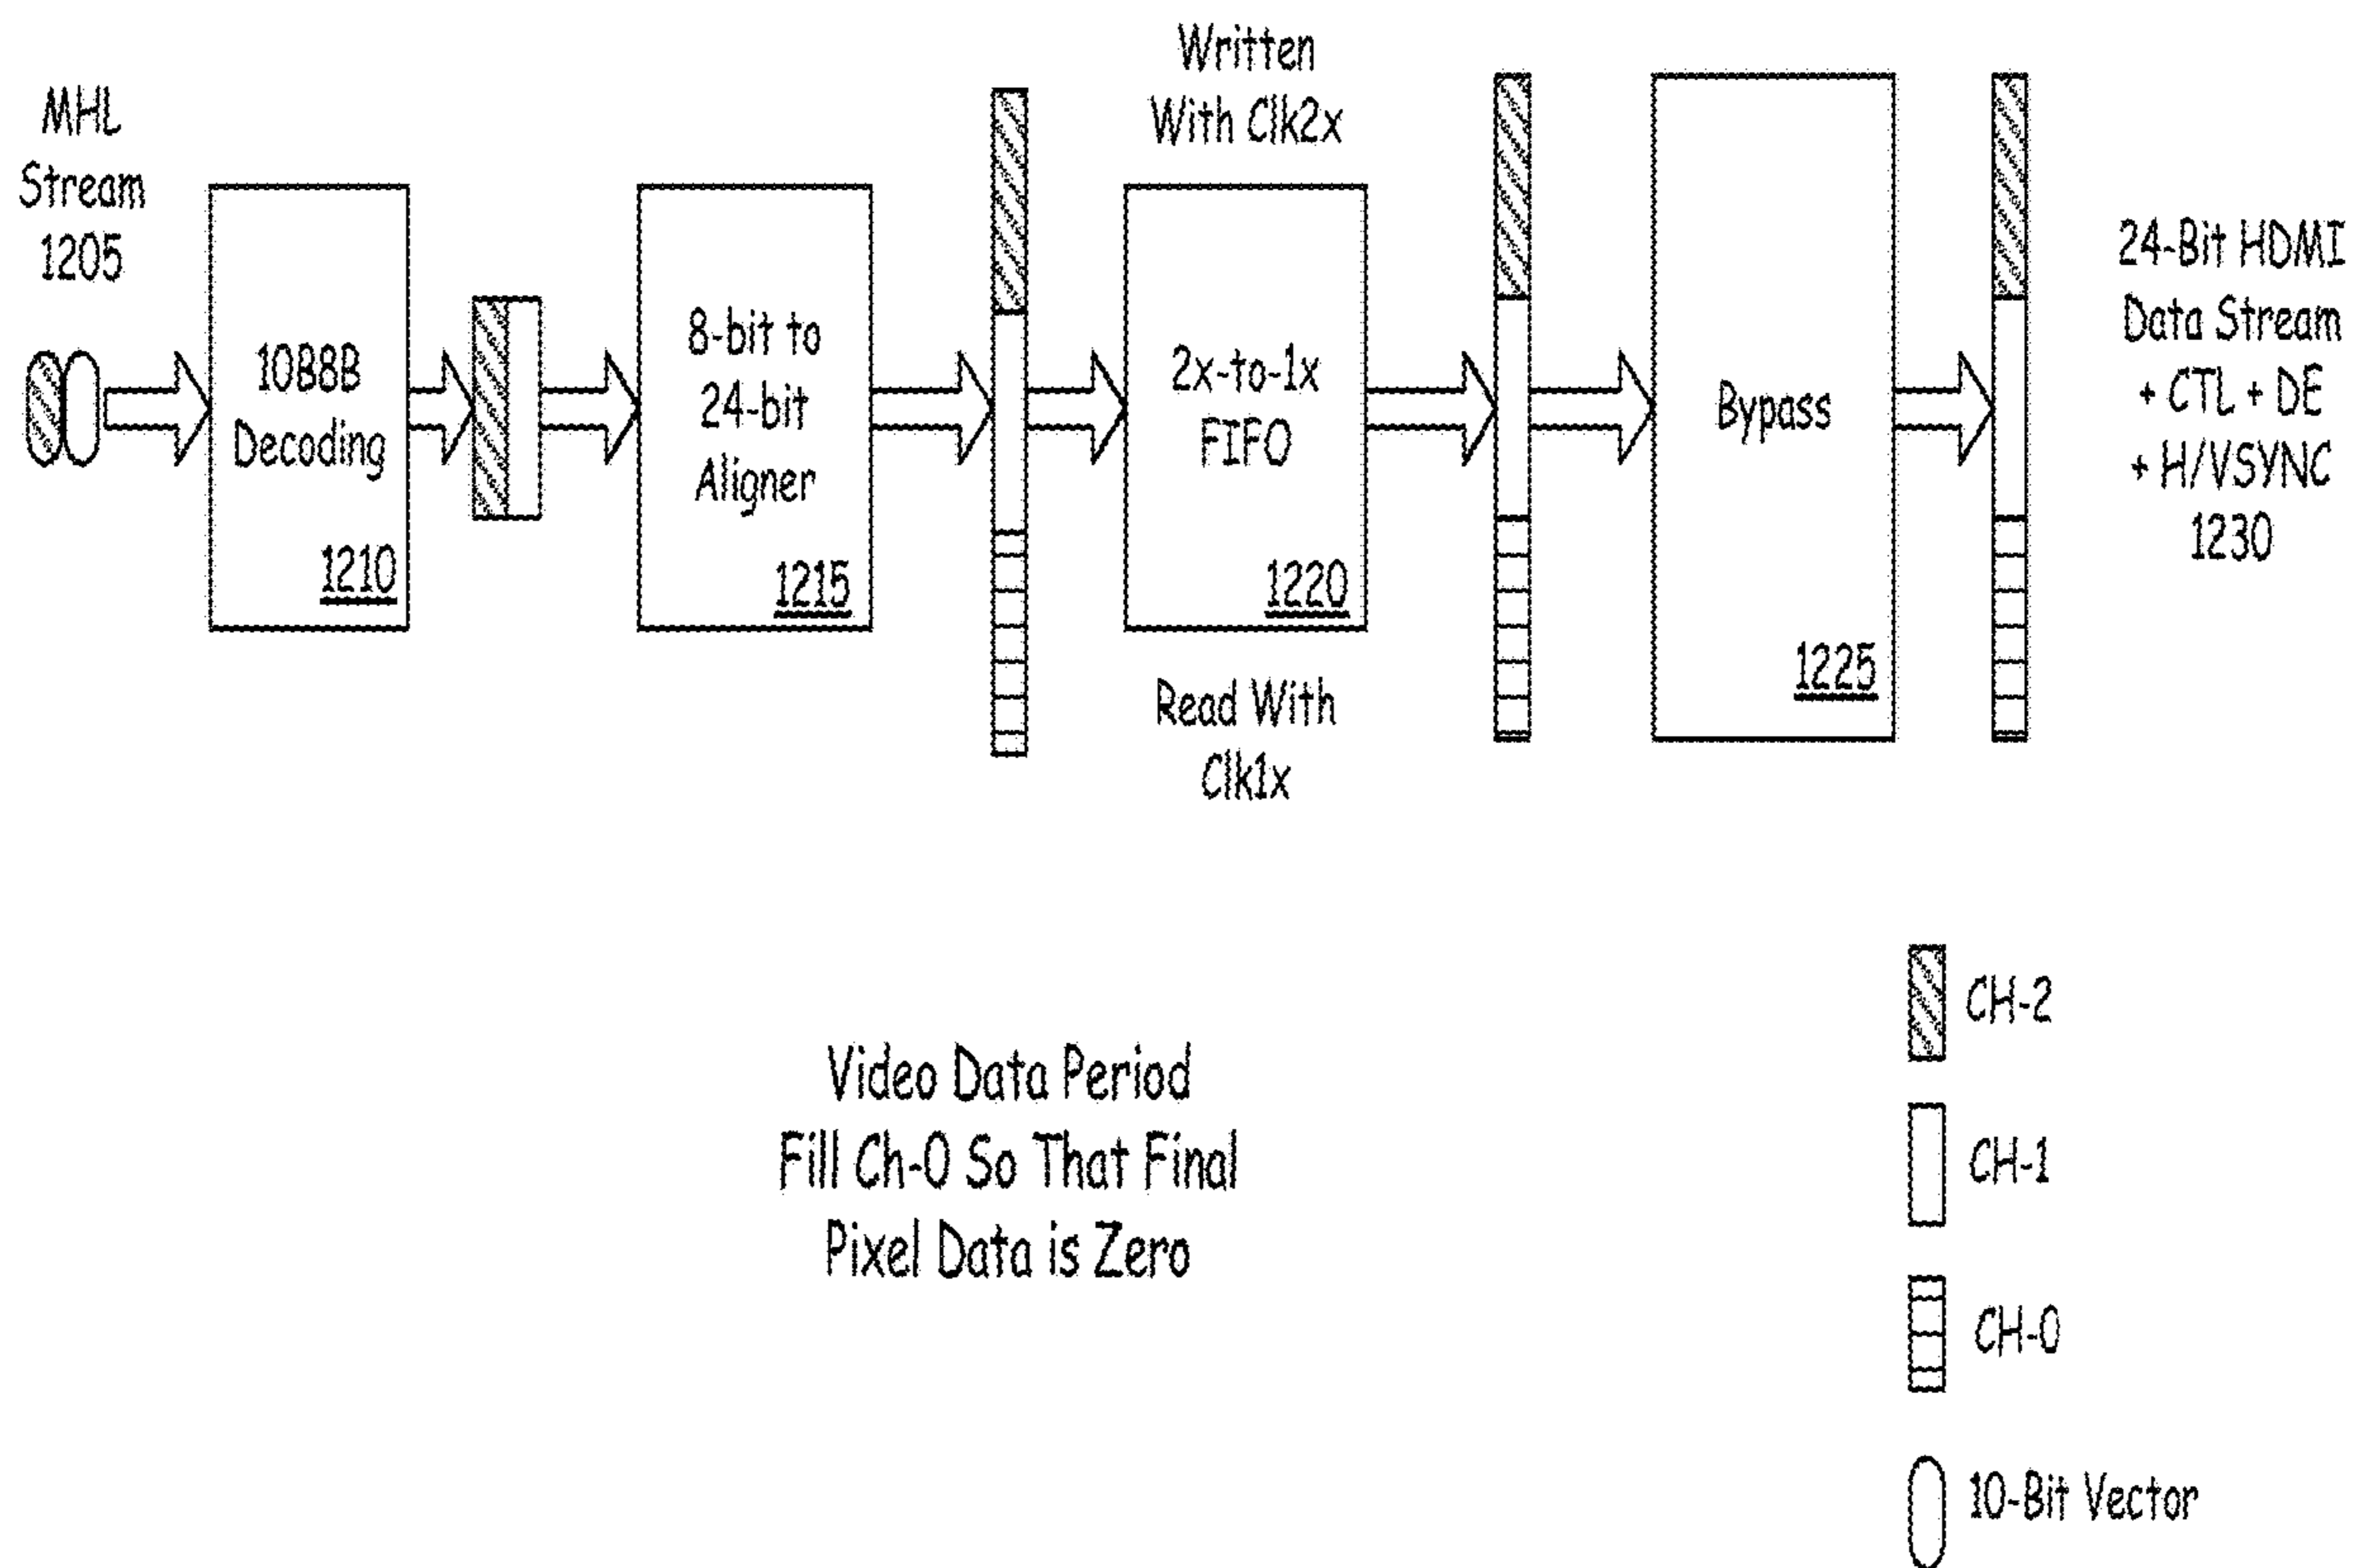 MHL
Stream
1205
10B8B
Decoding
1210
8-bit to
24-bit
Aligner
1215
Written
With Clk2x
2x-to-1x
FIFO
1220
Read With
Clk1x
Bypass
1225
24-Bit HDMI
Data Stream
+ CTL + DE
+ H/VSYNC
1230
Video Data Period
Fill Ch-0 So That Final
Pixel Data is Zero
CH-2
CH-1
CH-0
10-Bit Vector